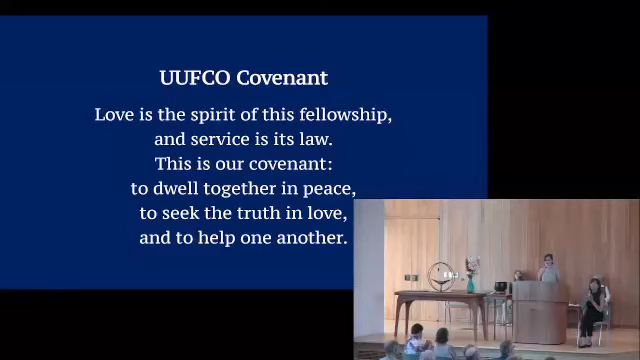 UUFCO Covenant
Love is the spirit of this fellowship,
and service is its law.
This is our covenant:
to dwell together in peace,
to seek the truth in love,
and to help one another.